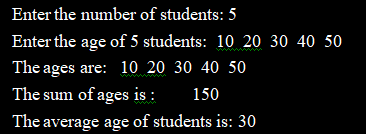 Enter the number of students: 5
Enter the age of 5 students: 10 20 30 40 50
The ages are: 10 20 30 40 50
The sum of ages is : 150
The average age of students is: 30